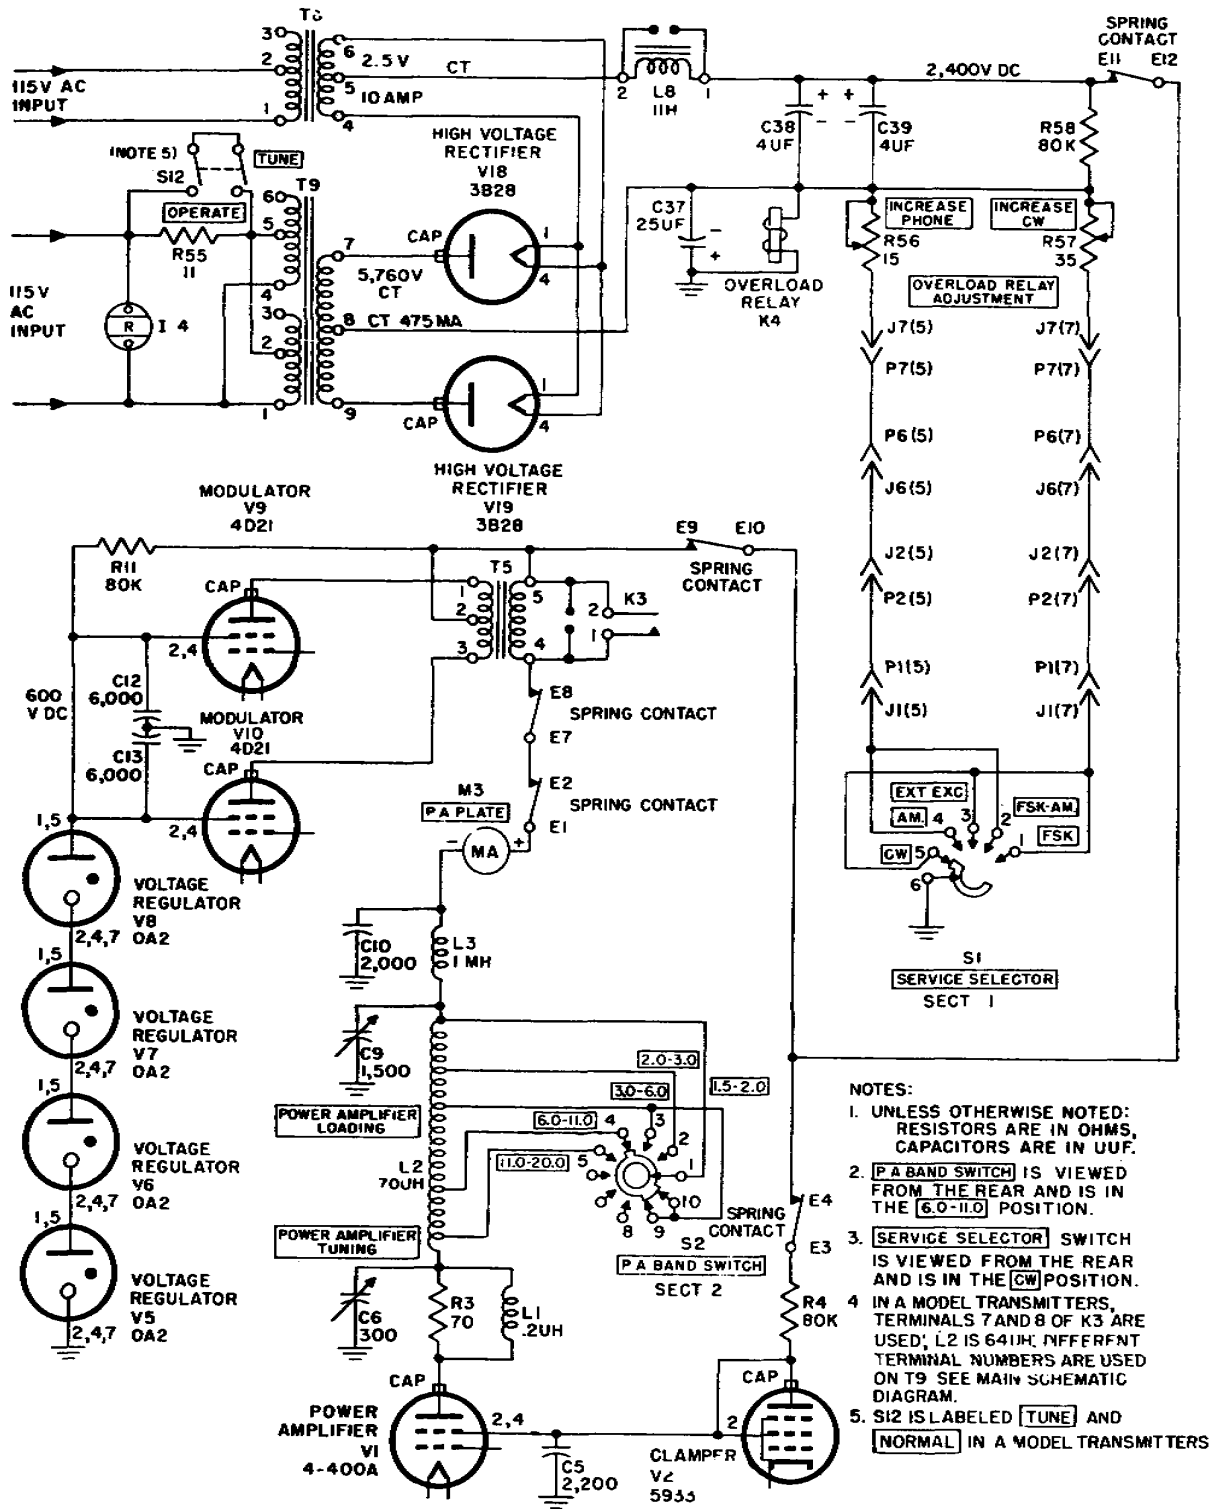 T8
3
2
1
6
5
4
2.5V
CT
10 AMP
115V AC
INPUT
2
1
L8
11H
2,400V DC
SPRING
CONTACT
E11
E12
C38
4UF
+
-
+
-
C39
4UF
R58
80K
(NOTE 5)
S12
TUNE
OPERATE
R55
11
T9
6
5
4
3
2
1
7
8
9
115V
AC
INPUT
R
I 4
5,760V
CT
CT 475MA
HIGH VOLTAGE
RECTIFIER
V18
3B28
CAP
1
4
CAP
1
4
HIGH VOLTAGE
RECTIFIER
V19
3B28
C37
25UF
-
+
OVERLOAD
RELAY
K4
INCREASE
PHONE
R56
15
INCREASE
CW
R57
35
OVERLOAD RELAY
ADJUSTMENT
J7(5)
J7(7)
P7(5)
P7(7)
P6(5)
P6(7)
J6(5)
J6(7)
J2(5)
J2(7)
P2(5)
P2(7)
P1(5)
P1(7)
J1(5)
J1(7)
EXT EXC
AM.
4
3
2
FSK-AM.
FSK
1
CW
5
6
S1
SERVICE SELECTOR
SECT 1
MODULATOR
V9
4D21
R11
80K
CAP
2,4
600
V DC
C12
6,000
C13
6,000
MODULATOR
V10
4D21
CAP
2,4
T5
1
2
3
5
4
2
1
K3
E9
E10
SPRING
CONTACT
E8
SPRING CONTACT
E7
E2
SPRING CONTACT
E1
M3
P A PLATE
-
MA
+
1,5
VOLTAGE
REGULATOR
V8
OA2
2,4,7
1,5
VOLTAGE
REGULATOR
V7
OA2
2,4,7
1,5
VOLTAGE
REGULATOR
V6
OA2
2,4,7
1,5
VOLTAGE
REGULATOR
V5
OA2
2,4,7
C10
2,000
L3
1 MH
C9
1,500
POWER AMPLIFIER
LOADING
L2
70UH
POWER AMPLIFIER
TUNING
C6
300
R3
70
L1
.2UH
2.0-3.0
3.0-6.0
1.5-2.0
6.0-11.0
11.0-20.0
4
3
2
5
1
10
8
9
S2
P A BAND SWITCH
SECT 2
SPRING
CONTACT
E4
E3
R4
80K
CAP
POWER
AMPLIFIER
V1
4-400A
2,4
C5
2,200
CAP
2
CLAMPER
V2
5933
NOTES:
1. UNLESS OTHERWISE NOTED:
RESISTORS ARE IN OHMS,
CAPACITORS ARE IN UUF.
2. P A BAND SWITCH IS VIEWED
FROM THE REAR AND IS IN
THE 6.0-11.0 POSITION.
3. SERVICE SELECTOR SWITCH
IS VIEWED FROM THE REAR
AND IS IN THE CW POSITION.
4 IN A MODEL TRANSMITTERS,
TERMINALS 7 AND 8 OF K3 ARE
USED; L2 IS 64UH; DIFFERENT
TERMINAL NUMBERS ARE USED
ON T9 SEE MAIN SCHEMATIC
DIAGRAM.
5. S12 IS LABELED TUNE AND
NORMAL IN A MODEL TRANSMITTERS